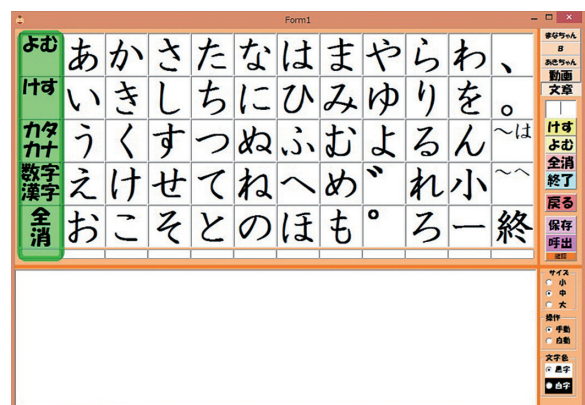 Form1
よむ あ か さ た な は ま や ら わ 、
けす い き し ち に ひ み ゆ り を 。
カタカナ う く す つ ぬ ふ む よ る ん ～は
数字漢字 え け せ て ね へ め ゛ れ 小 ～へ
全消 お こ そ と の ほ も ゜ ろ ー 終
まなちゃん
B
あきちゃん
動画
文章
けす
よむ
全消
終了
戻る
保存
呼出
サイズ
小
中
大
操作
手動
自動
文字色
黒字
白字